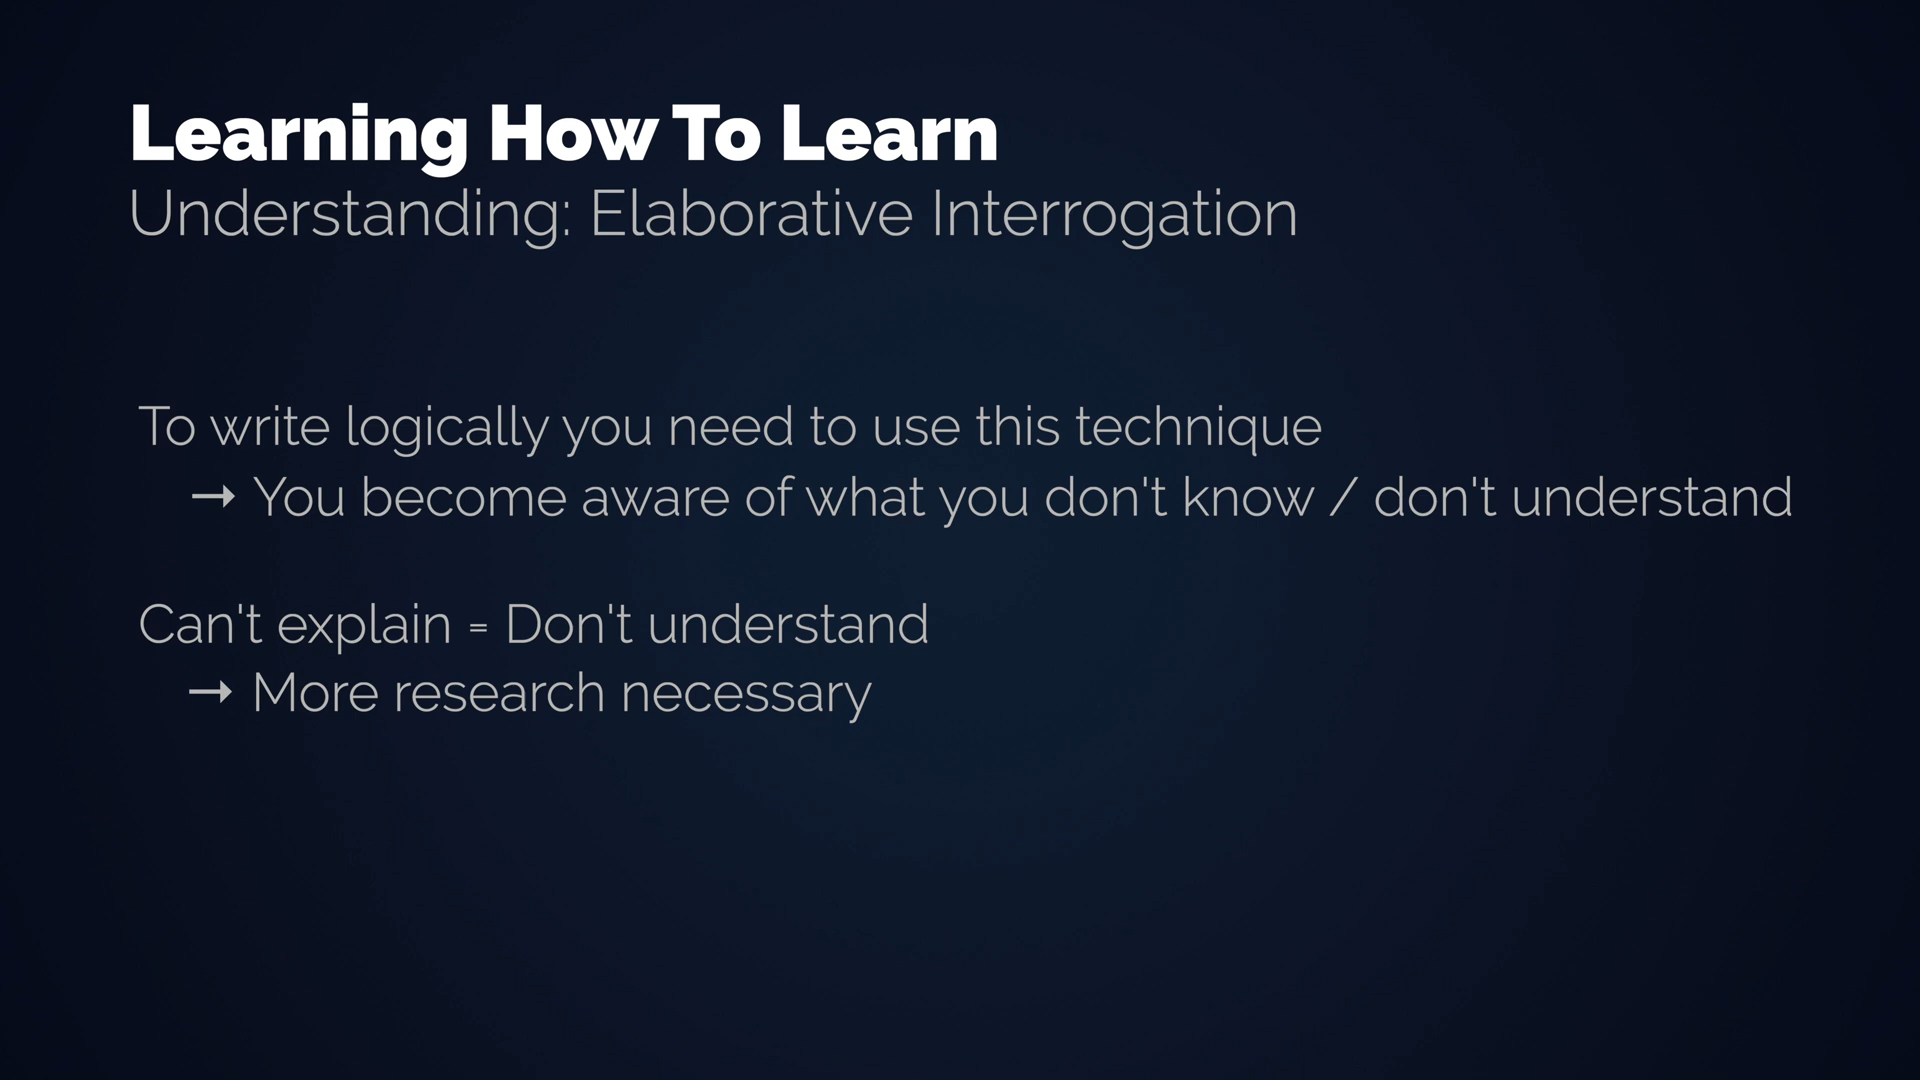 Learning How To Learn
Understanding: Elaborative Interrogation
To write logically you need to use this technique
→ You become aware of what you don't know / don't understand
Can't explain = Don't understand
→ More research necessary